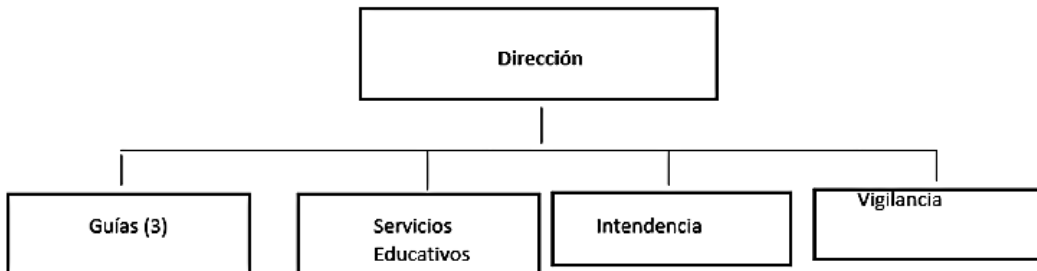 Dirección
Guías (3)
Servicios
Educativos
Intendencia
Vigilancia